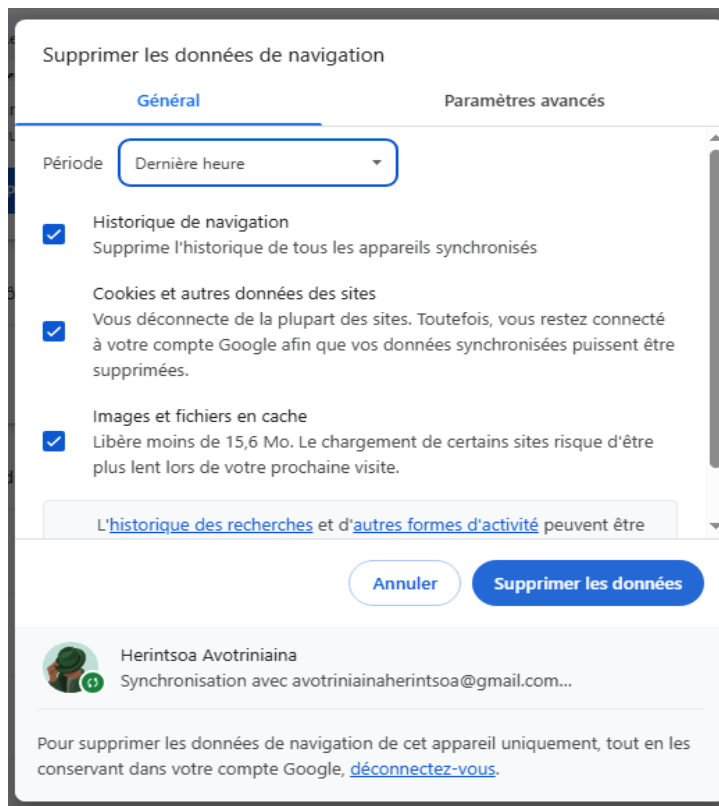 Supprimer les données de navigation
Général
Paramètres avancés
Période
Dernière heure
Historique de navigation
Supprime l'historique de tous les appareils synchronisés
Cookies et autres données des sites
Vous déconnecte de la plupart des sites. Toutefois, vous restez connecté
à votre compte Google afin que vos données synchronisées puissent être
supprimées.
Images et fichiers en cache
Libère moins de 15,6 Mo. Le chargement de certains sites risque d'être
plus lent lors de votre prochaine visite.
L'historique des recherches et d'autres formes d'activité peuvent être
Annuler
Supprimer les données
Herintsoa Avotriniaina
Synchronisation avec avotriniainaherintsoa@gmail.com...
Pour supprimer les données de navigation de cet appareil uniquement, tout en les
conservant dans votre compte Google, déconnectez-vous.